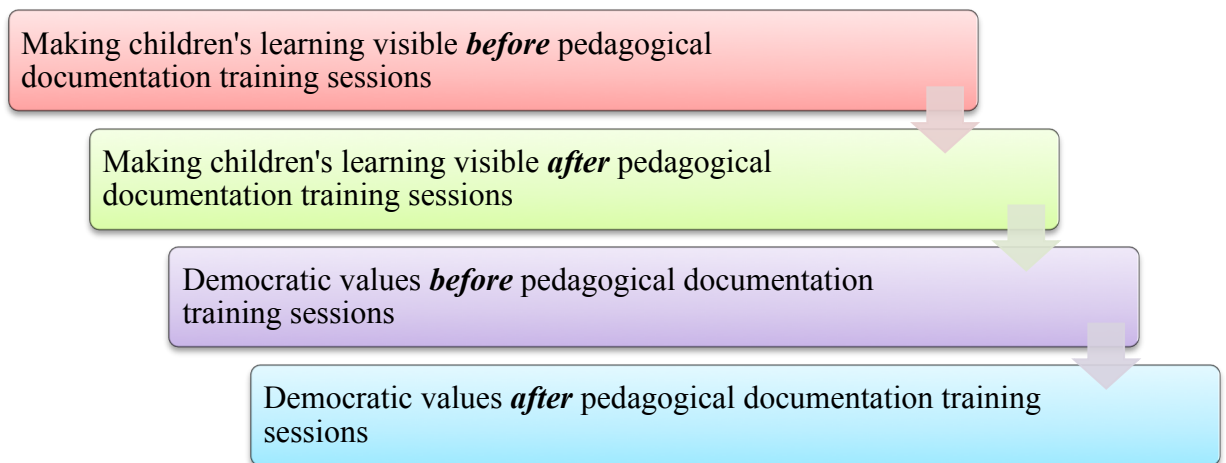 Making children's learning visible before pedagogical
documentation training sessions
Making children's learning visible after pedagogical
documentation training sessions
Democratic values before pedagogical documentation
training sessions
Democratic values after pedagogical documentation training
sessions